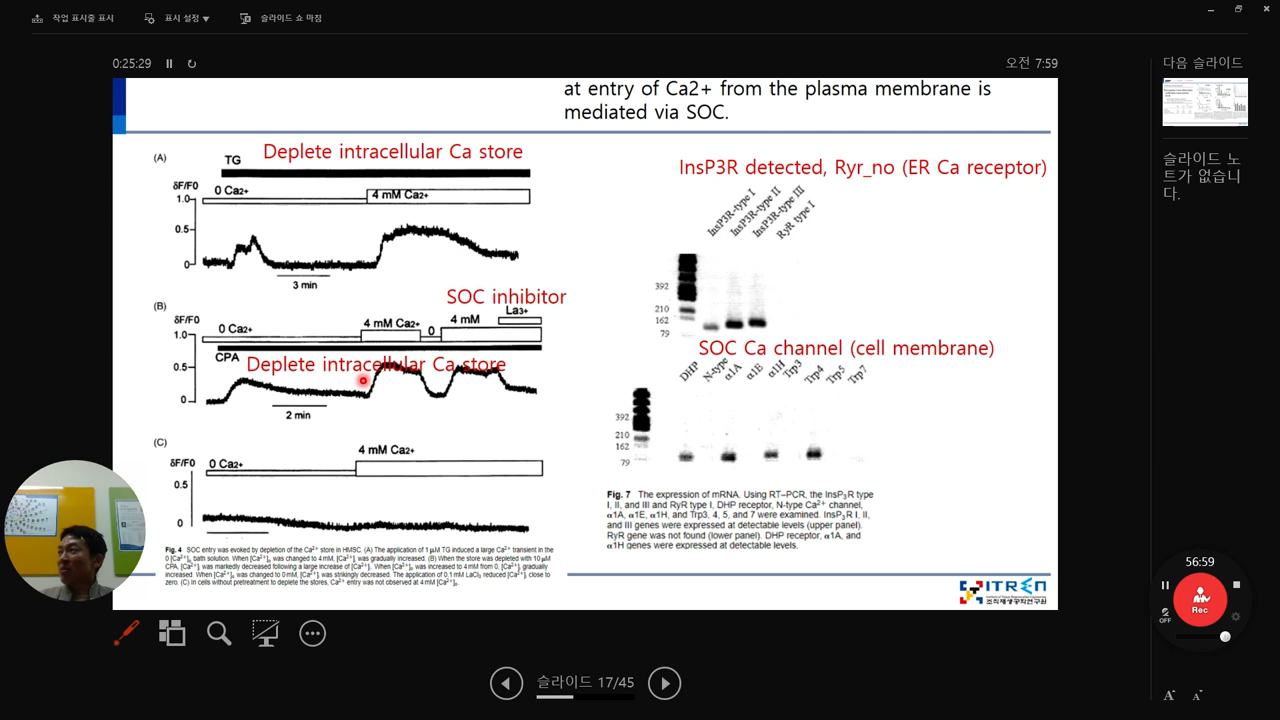 작업 표시줄 표시
표시 설정 ▼
슬라이드 쇼 마침
0:25:29
오전 7:59
다음 슬라이드
슬라이드 노
트가 없습니
다.
at entry of Ca2+ from the plasma membrane is
mediated via SOC.
(A)
TG
Deplete intracellular Ca store
δF/F0
0 Ca2+
4 mM Ca2+
1.0
0.5
0
3 min
(B)
SOC inhibitor
La3+
0 Ca2+
4 mM Ca2+
0
4 mM
1.0
CPA
Deplete intracellular Ca store
0.5
0
2 min
(C)
4 mM Ca2+
δF/F0
0 Ca2+
0.5
0
Fig. 4 SOC entry was evoked by depletion of the Ca2+ store in HMSC. (A) The application of 1 μM TG induced a large Ca2+ transient in the
0 [Ca2+]o bath solution. When [Ca2+]o was changed to 4 mM, [Ca2+]i was gradually increased. (B) When the store was depleted with 10 μM
CPA, [Ca2+]i was markedly decreased following a large increase of [Ca2+]i. When [Ca2+]o was increased to 4 mM from 0, [Ca2+]i gradually
increased. When [Ca2+]o was changed to 0 mM, [Ca2+]i was strikingly decreased. The application of 0.1 mM LaCl3 reduced [Ca2+]i close to
zero. (C) In cells without pretreatment to deplete the stores, Ca2+ entry was not observed at 4 mM [Ca2+]o.
InsP3R detected, Ryr_no (ER Ca receptor)
InsP3R-type I
InsP3R-type II
InsP3R-type III
RyR type I
392
210
162
79
SOC Ca channel (cell membrane)
DHP
N-type
α1A
α1E
α1H
Trp3
Trp4
Trp5
Trp7
392
210
162
79
Fig. 7 The expression of mRNA. Using RT–PCR, the InsP3R type
I, II, and III and RyR type I, DHP receptor, N-type Ca2+ channel,
α1A, α1E, α1H, and Trp3, 4, 5, and 7 were examined. InsP3R I, II,
and III genes were expressed at detectable levels (upper panel).
RyR gene was not found (lower panel). DHP receptor, α1A, and
α1H genes were expressed at detectable levels.
ITREN
조직재생공학연구원
56:59
Rec
OFF
슬라이드 17/45
A
A